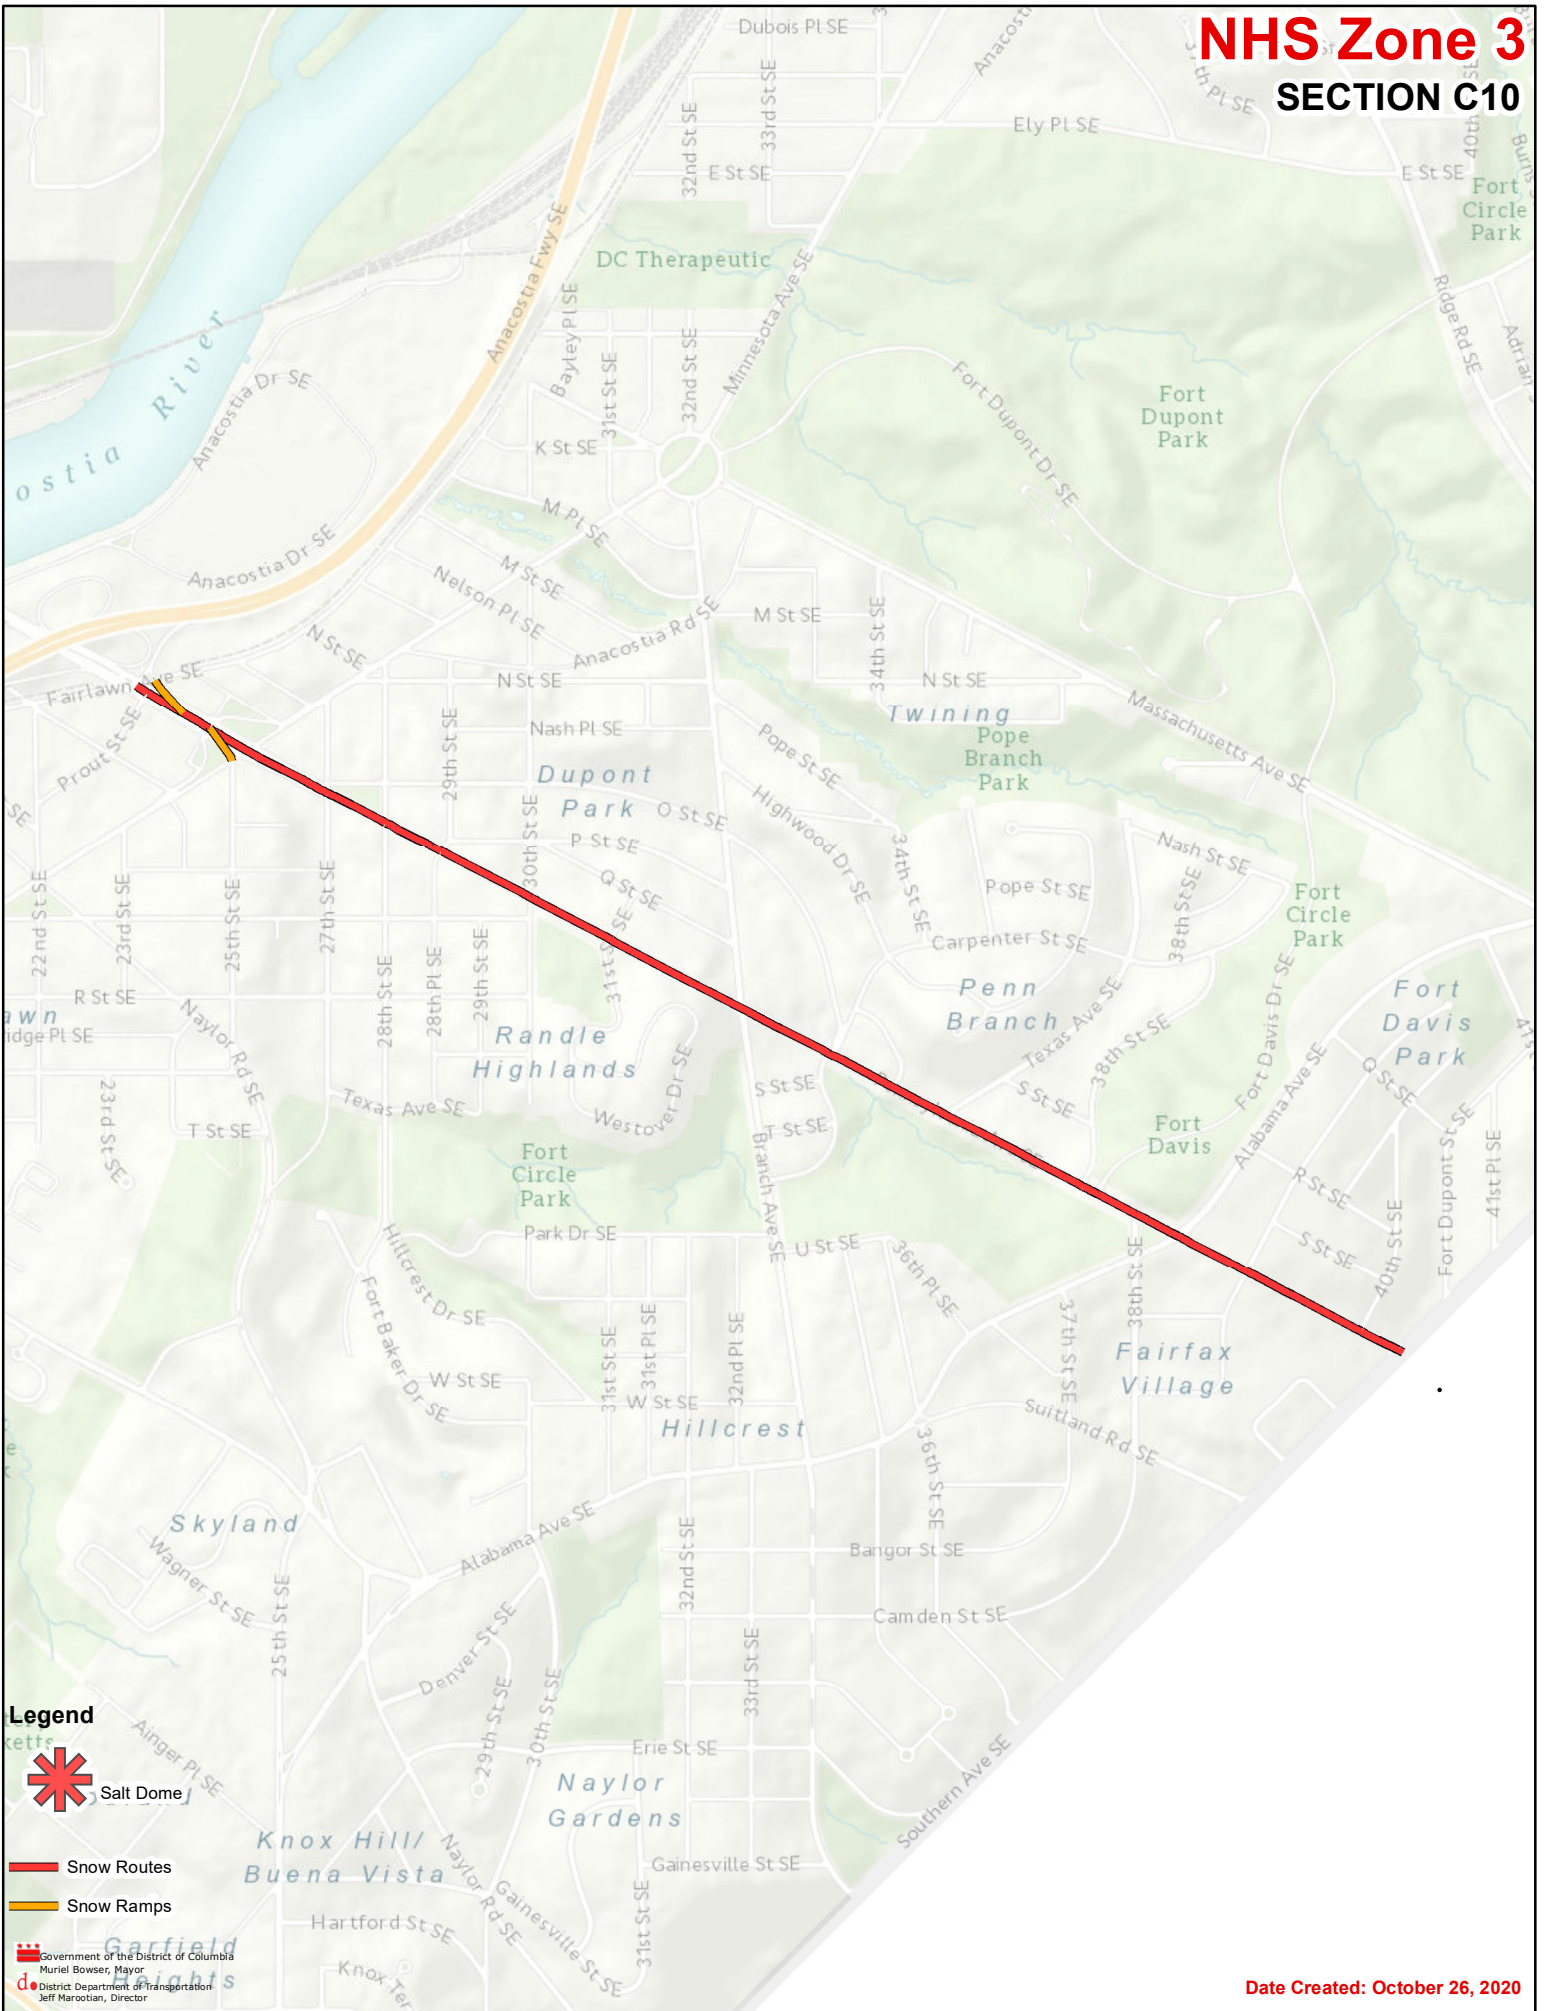 NHS Zone 3
SECTION C10
Dubois Pl SE
33rd St SE
32nd St SE
Ely Pl SE
E St SE
E St SE
40th SE
37th Pl SE
Fort
Circle
Park
DC Therapeutic
Anacostia Fwy SE
Minnesota Ave SE
Ridge Rd SE
Bayley Pl SE
31st St SE
32nd St SE
K St SE
Anacostia Dr SE
River
ostia
Fort Dupont Dr SE
Fort
Dupont
Park
Anacostia Dr SE
M Pl SE
M St SE
Nelson Pl SE
Anacostia Rd SE
M St SE
34th St SE
N St SE
N St SE
N St SE
Fairlawn Ave SE
Prout St SE
Nash Pl SE
29th St SE
Twining
Pope
Branch
Park
Massachusetts Ave SE
Pope St SE
Dupont
Park
O St SE
P St SE
Q St SE
30th St SE
Highwood Dr SE
34th St SE
Nash St SE
Pope St SE
38th St SE
Carpenter St SE
Fort
Circle
Park
22nd St SE
23rd St SE
25th St SE
27th St SE
28th St SE
28th Pl SE
29th St SE
R St SE
awn
idge Pl SE
Naylor Rd SE
Randle
Highlands
Penn
Branch
Texas Ave SE
38th St SE
Fort Davis Dr SE
Fort
Davis
Park
Q St SE
S St SE
S St SE
T St SE
T St SE
23rd St SE
Texas Ave SE
Westover Dr SE
Branch Ave SE
Fort
Davis
Alabama Ave SE
Fort
Circle
Park
R St SE
S St SE
40th St SE
Fort Dupont St SE
41st Pl SE
Park Dr SE
U St SE
36th Pl SE
Hillcrest Dr SE
Fort Baker Dr SE
31st St SE
31st Pl SE
32nd Pl SE
37th St SE
38th St SE
Fairfax
Village
W St SE
W St SE
Hillcrest
Suitland Rd SE
36th St SE
Skyland
Wagner St SE
25th St SE
Alabama Ave SE
32nd St SE
Bangor St SE
Camden St SE
33rd St SE
Denver St SE
29th St SE
30th St SE
Erie St SE
Southern Ave SE
Naylor
Gardens
Gainesville St SE
Ainger Pl SE
Knox Hill/
Buena Vista
Naylor Rd SE
Gainesville St SE
31st St SE
Hartford St SE
Knox Ter
Garfield
Heights
Legend
Salt Dome
Snow Routes
Snow Ramps
Government of the District of Columbia
Muriel Bowser, Mayor
d.
District Department of Transportation
Jeff Marootian, Director
Date Created: October 26, 2020